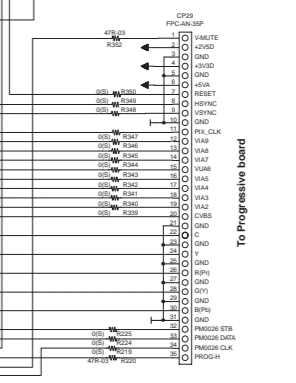 CP29
FPC-AN-35P
47R-03 1 V-MUTE
R352 2 +2V5D
3 GND
4 +3V3D
5 GND
6 +5VA
0(S) R350 7 RESET
0(S) R349 8 HSYNC
0(S) R348 9 VSYNC
10 GND
11 PIX_CLK
0(S) R347 12 VIA9
0(S) R346 13 VIA8
0(S) R345 14 VIA7
0(S) R344 15 VUA6
0(S) R343 16 VIA5
0(S) R342 17 VIA4
0(S) R341 18 VIA3
0(S) R340 19 VIA2
0(S) R339 20 CVBS
21 GND
22 C
23 GND
24 Y
25 GND
26 R(Pr)
27 GND
28 G(Y)
29 GND
30 B(Pb)
31 GND
32 PM0026 STB
0(S) R225 33 PM0026 DATA
0(S) R224 34 PM0026 CLK
0(S) R219 35 PROG-H
47R-03 R220
To Progressive board